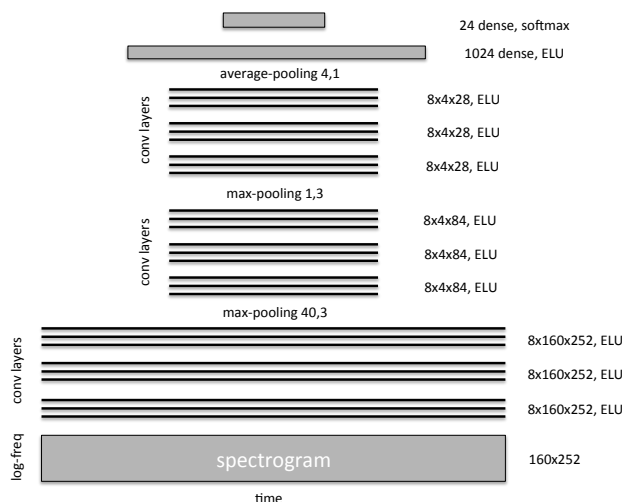 24 dense, softmax
1024 dense, ELU
average-pooling 4,1
conv layers
8x4x28, ELU
8x4x28, ELU
8x4x28, ELU
max-pooling 1,3
conv layers
8x4x84, ELU
8x4x84, ELU
8x4x84, ELU
max-pooling 40,3
conv layers
8x160x252, ELU
8x160x252, ELU
8x160x252, ELU
log-freq
spectrogram
160x252
time